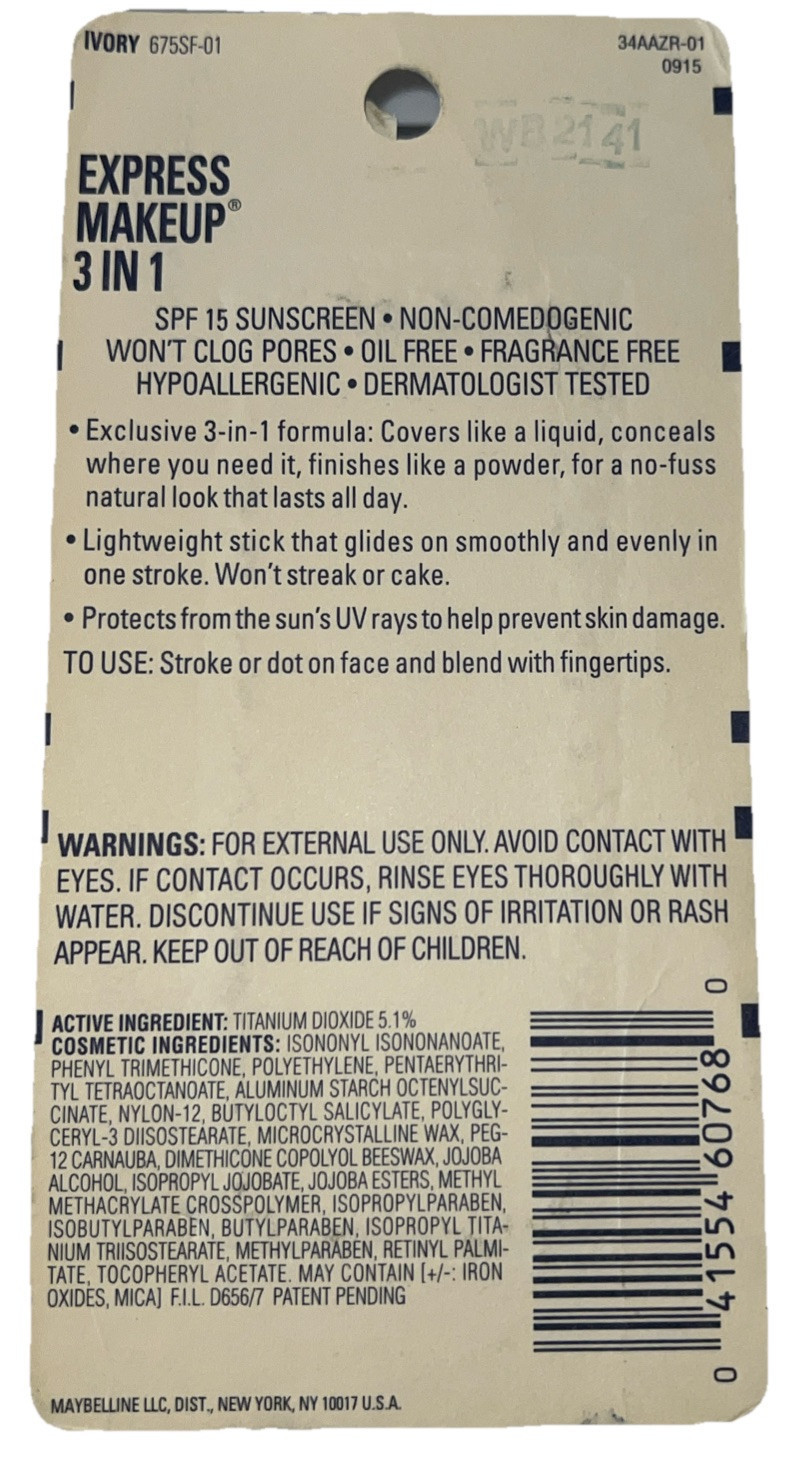 IVORY 675SF-01
34AAZR-01
0915
WB2141
EXPRESS
MAKEUP®
3 IN 1
SPF 15 SUNSCREEN • NON-COMEDOGENIC
WON'T CLOG PORES • OIL FREE • FRAGRANCE FREE
HYPOALLERGENIC • DERMATOLOGIST TESTED
• Exclusive 3-in-1 formula: Covers like a liquid, conceals
where you need it, finishes like a powder, for a no-fuss
natural look that lasts all day.
• Lightweight stick that glides on smoothly and evenly in
one stroke. Won't streak or cake.
• Protects from the sun's UV rays to help prevent skin damage.
TO USE: Stroke or dot on face and blend with fingertips.
WARNINGS: FOR EXTERNAL USE ONLY. AVOID CONTACT WITH
EYES. IF CONTACT OCCURS, RINSE EYES THOROUGHLY WITH
WATER. DISCONTINUE USE IF SIGNS OF IRRITATION OR RASH
APPEAR. KEEP OUT OF REACH OF CHILDREN.
ACTIVE INGREDIENT: TITANIUM DIOXIDE 5.1%
COSMETIC INGREDIENTS: ISONONYL ISONONANOATE,
PHENYL TRIMETHICONE, POLYETHYLENE, PENTAERYTHRI-
TYL TETRAOCTANOATE, ALUMINUM STARCH OCTENYLSUC-
CINATE, NYLON-12, BUTYLOCTYL SALICYLATE, POLYGLY-
CERYL-3 DIISOSTEARATE, MICROCRYSTALLINE WAX, PEG-
12 CARNAUBA, DIMETHICONE COPOLYOL BEESWAX, JOJOBA
ALCOHOL, ISOPROPYL JOJOBATE, JOJOBA ESTERS, METHYL
METHACRYLATE CROSSPOLYMER, ISOPROPYLPARABEN,
ISOBUTYLPARABEN, BUTYLPARABEN, ISOPROPYL TITA-
NIUM TRIISOSTEARATE, METHYLPARABEN, RETINYL PALMI-
TATE, TOCOPHERYL ACETATE. MAY CONTAIN [+/-: IRON
OXIDES, MICA] F.I.L. D656/7 PATENT PENDING
0 41554 60768 0
MAYBELLINE LLC, DIST., NEW YORK, NY 10017 U.S.A.